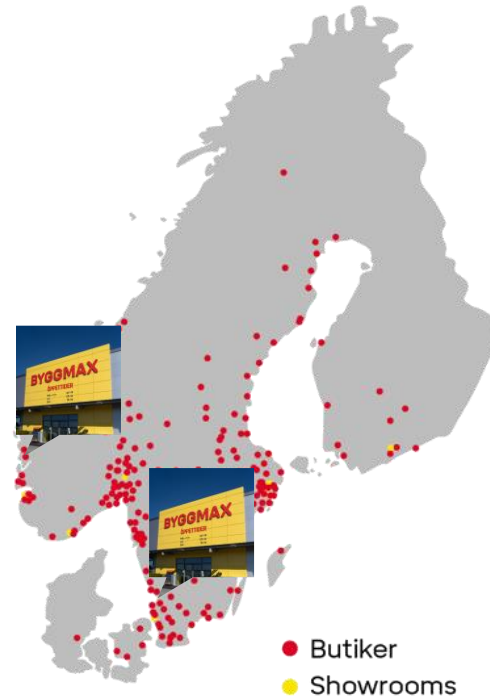 BYGGMAX
ÖPPETTIDER
BYGGMAX
ÖPPETTIDER
Butiker
Showrooms